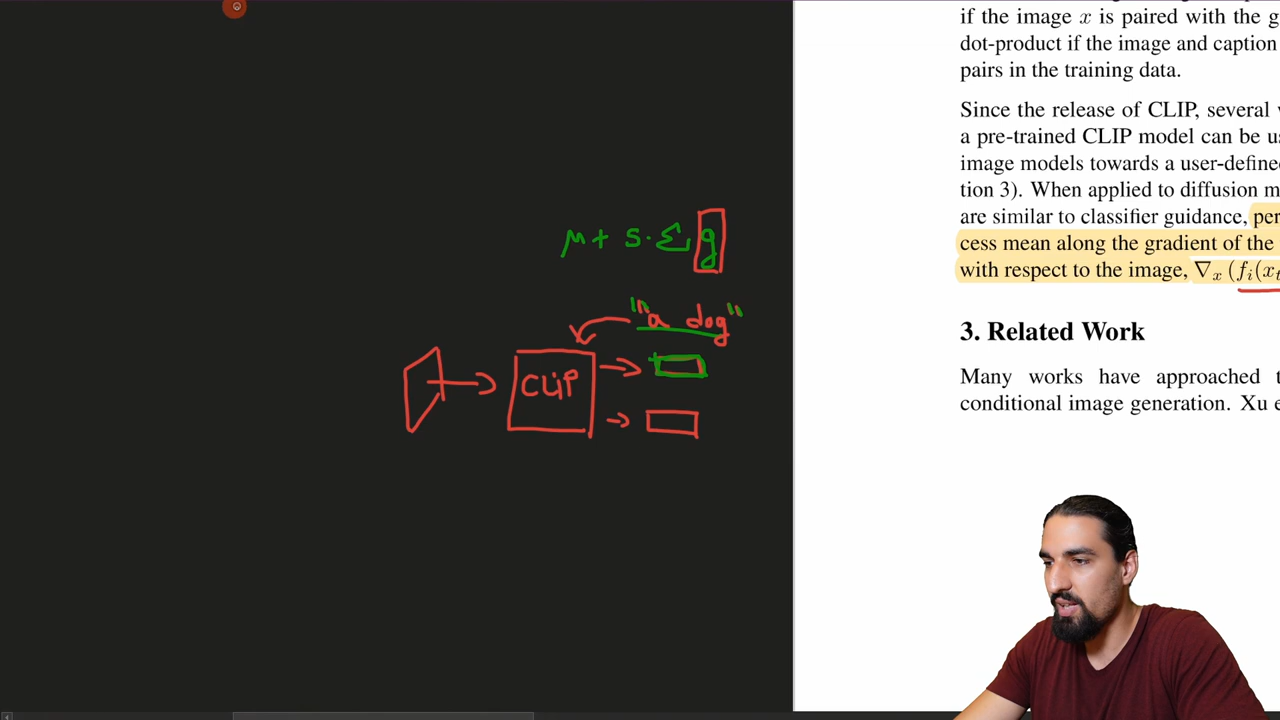 μ + s · Σ g
"a dog"
CLIP
if the image x is paired with the g
dot-product if the image and caption
pairs in the training data.
Since the release of CLIP, several
a pre-trained CLIP model can be us
image models towards a user-defined
tion 3). When applied to diffusion m
are similar to classifier guidance, per
cess mean along the gradient of the
with respect to the image, ∇x (fi(xt
3. Related Work
Many works have approached t
conditional image generation. Xu e